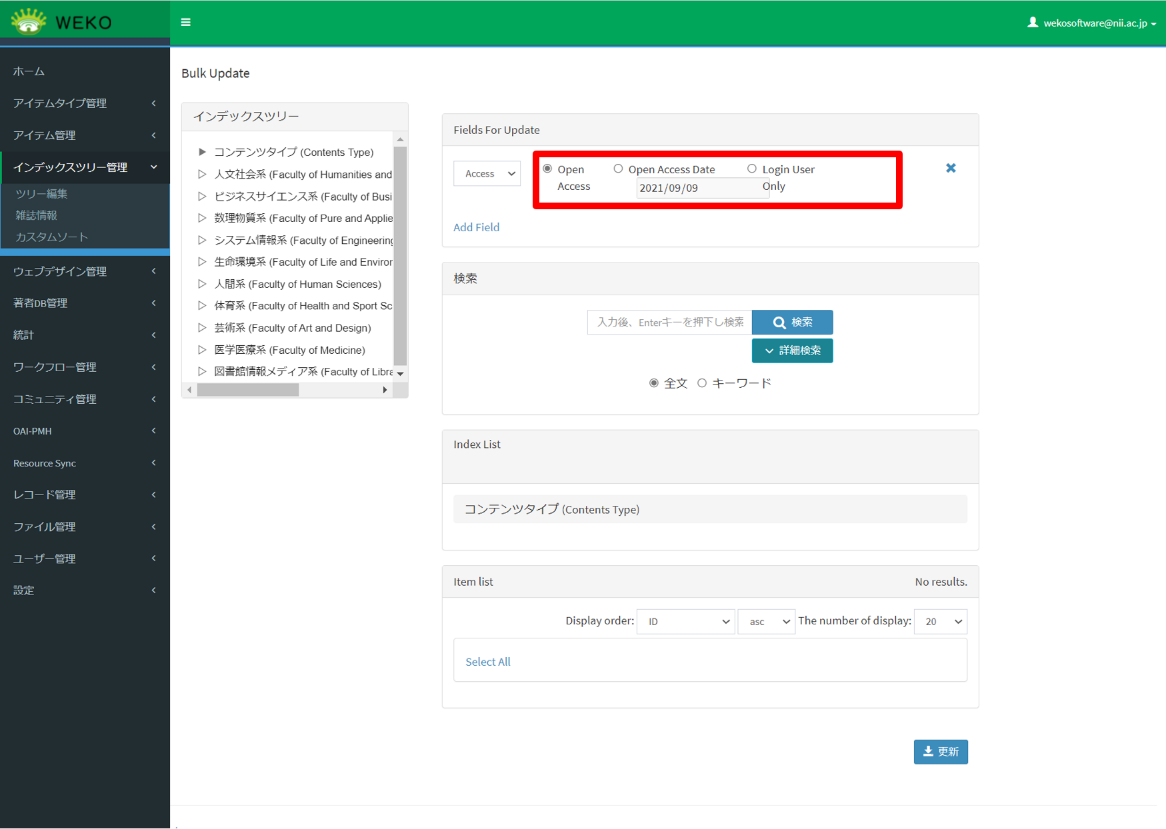 WEKO
wekosoftware@nii.ac.jp
ホーム
アイテムタイプ管理
アイテム管理
インデックスツリー管理
ツリー編集
雑誌情報
カスタムソート
ウェブデザイン管理
著者DB管理
統計
ワークフロー管理
コミュニティ管理
OAI-PMH
Resource Sync
レコード管理
ファイル管理
ユーザー管理
設定
Bulk Update
インデックスツリー
コンテンツタイプ (Contents Type)
人文社会系 (Faculty of Humanities and
ビジネスサイエンス系 (Faculty of Busi
数理物質系 (Faculty of Pure and Applie
システム情報系 (Faculty of Engineering
生命環境系 (Faculty of Life and Enviror
人間系 (Faculty of Human Sciences)
体育系 (Faculty of Health and Sport Sc
芸術系 (Faculty of Art and Design)
医学医療系 (Faculty of Medicine)
図書館情報メディア系 (Faculty of Libra
Fields For Update
Access
Open Access
Open Access Date
2021/09/09
Login User Only
Add Field
検索
入力後、Enterキーを押下し検索
検索
詳細検索
全文 キーワード
Index List
コンテンツタイプ (Contents Type)
Item list No results.
Display order: ID asc The number of display: 20
Select All
更新